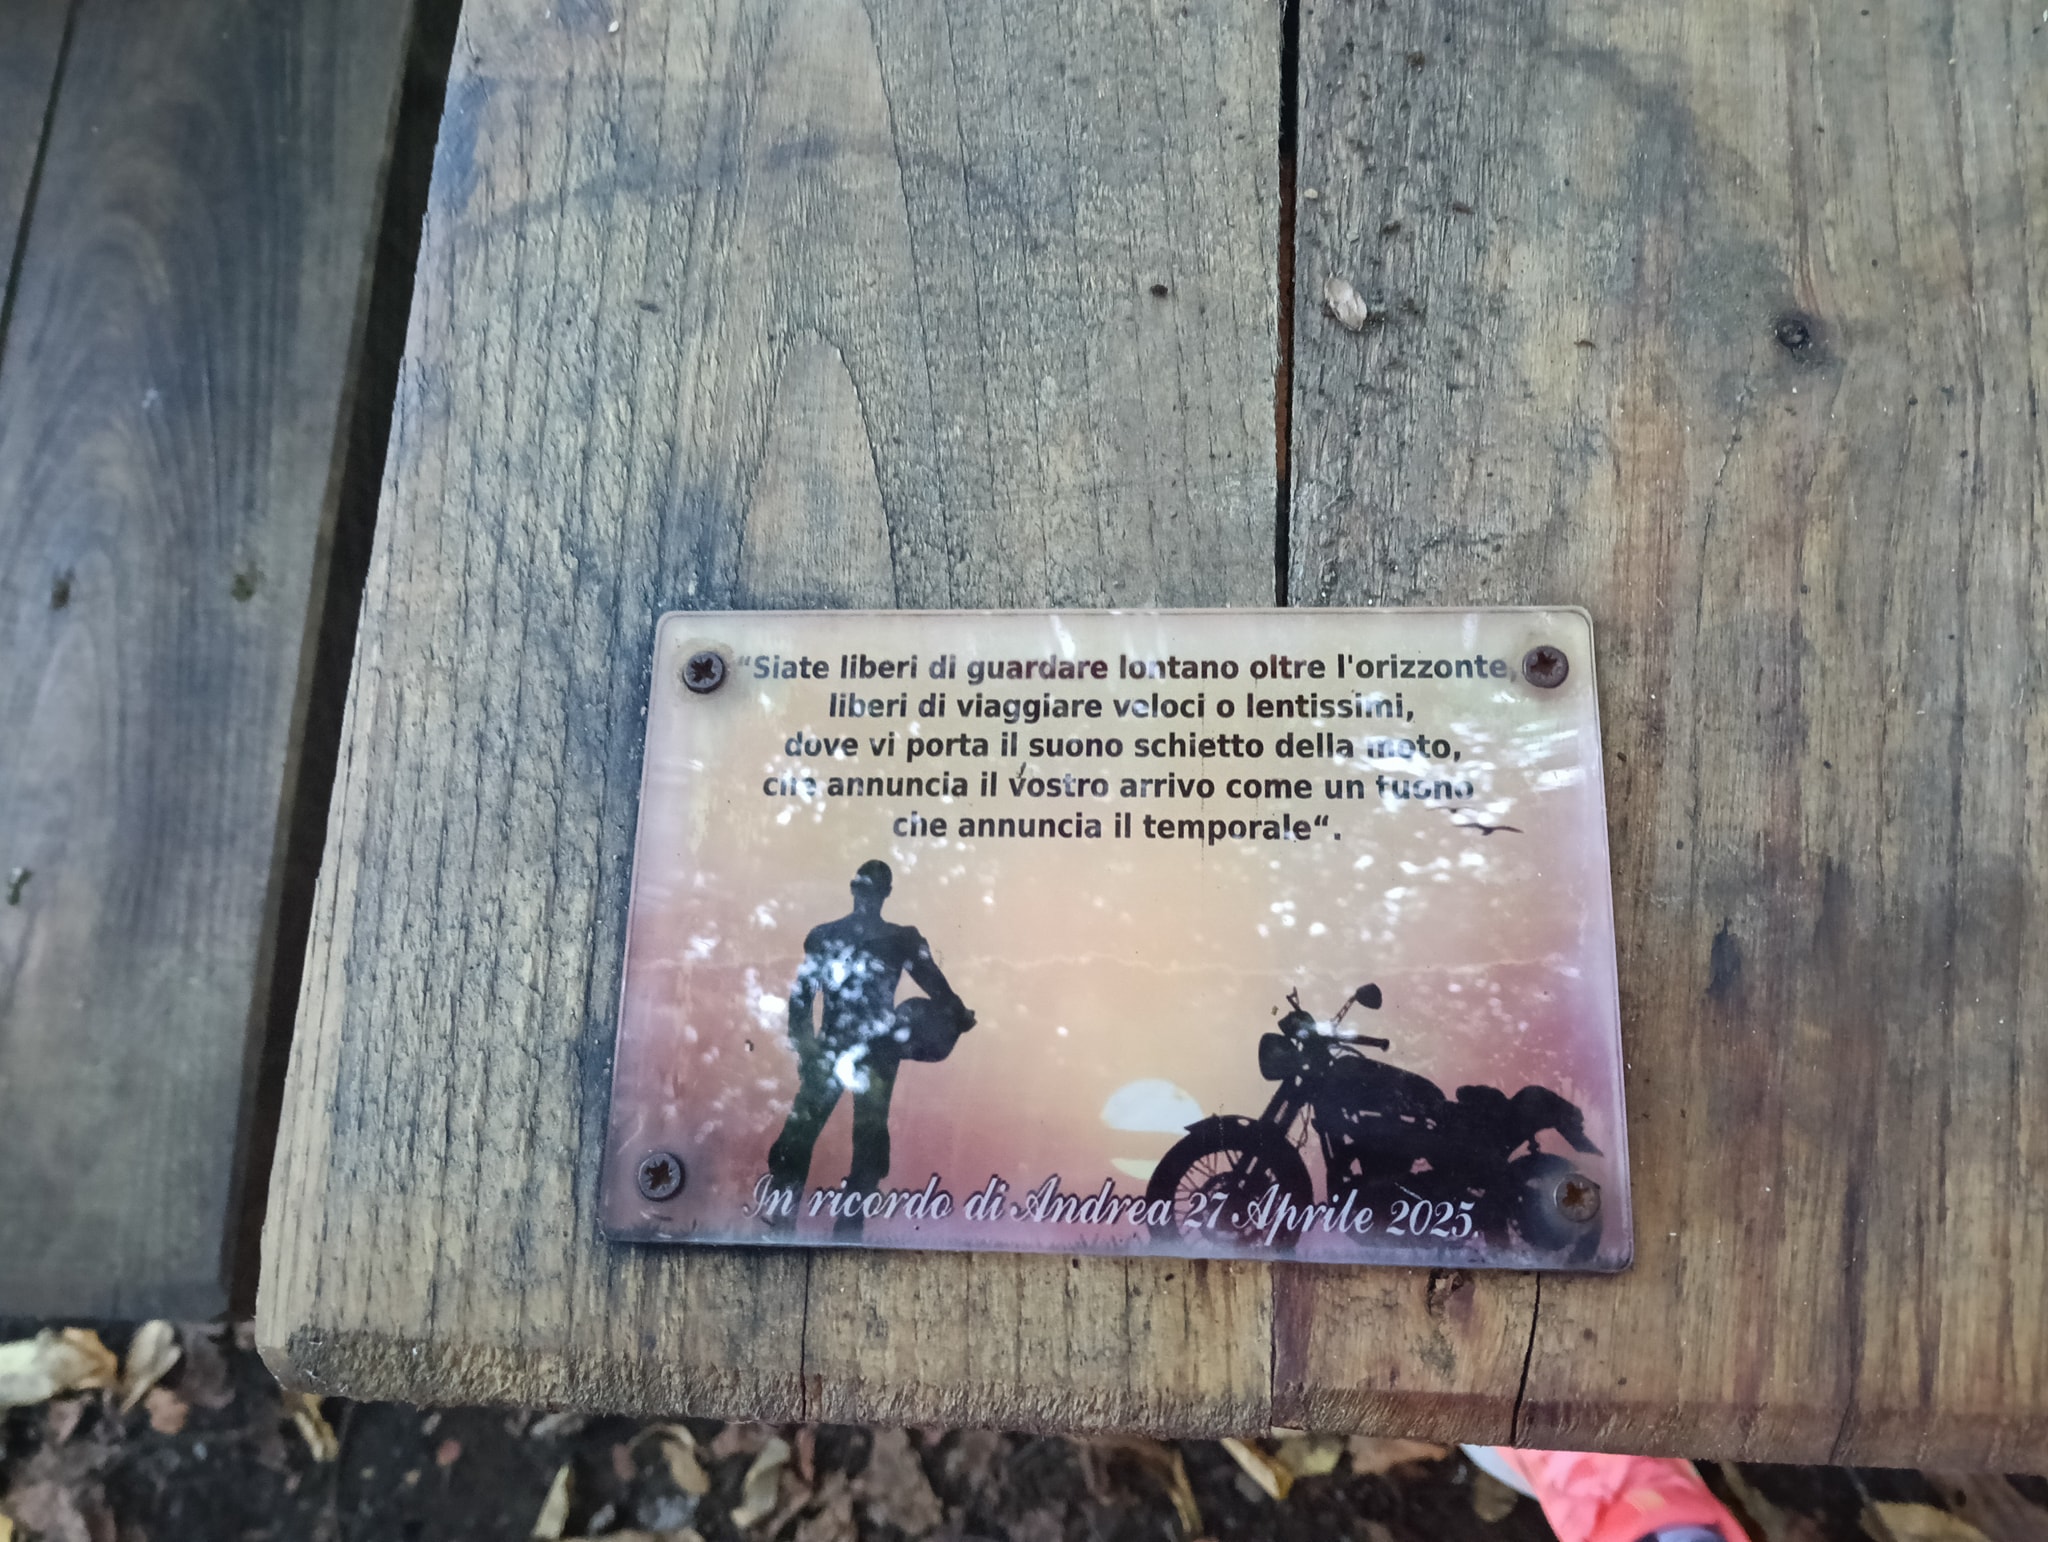 “Siate liberi di guardare lontano oltre l'orizzonte,
liberi di viaggiare veloci o lentissimi,
dove vi porta il suono schietto della moto,
che annuncia il vostro arrivo come un tuono
che annuncia il temporale“.
In ricordo di Andrea 27 Aprile 2025.